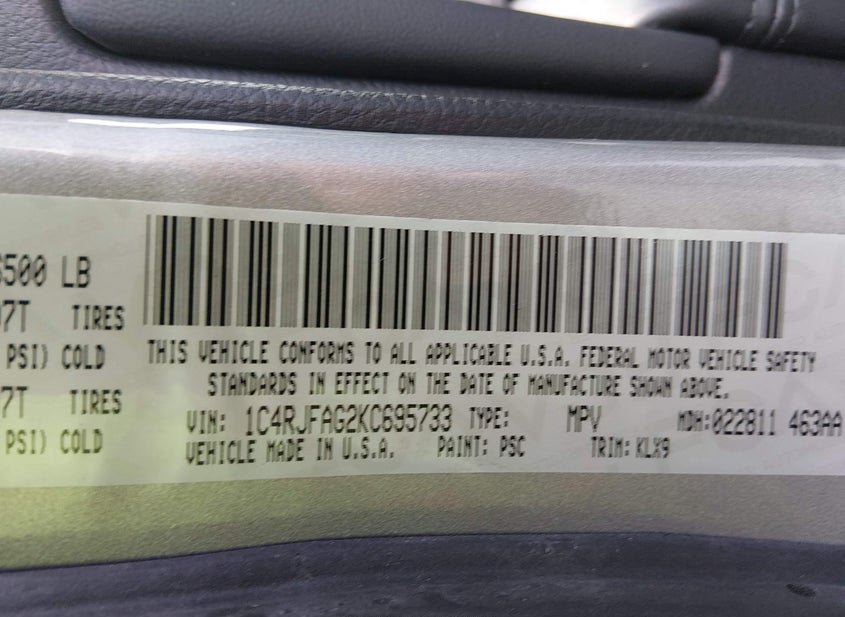 500 LB
7T TIRES
PSI) COLD
7T TIRES
PSI) COLD
THIS VEHICLE CONFORMS TO ALL APPLICABLE U.S.A. FEDERAL MOTOR VEHICLE SAFETY
STANDARDS IN EFFECT ON THE DATE OF MANUFACTURE SHOWN ABOVE.
VIN: 1C4RJFAG2KC695733 TYPE: MPV MDH:022811 463AA
VEHICLE MADE IN U.S.A. PAINT: PSC TRIM: KLX9